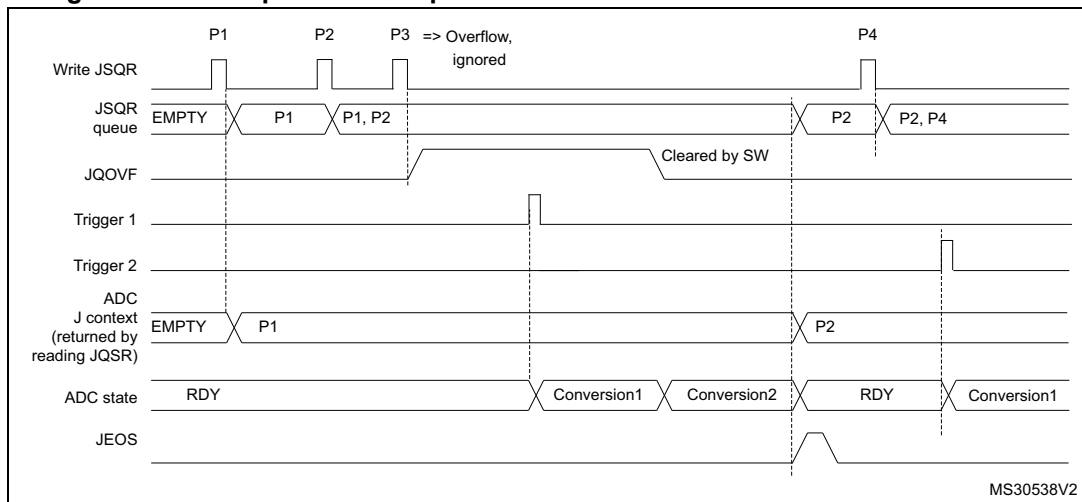 P1 P2 P3 => Overflow, P4
ignored
Write JSQR
JSQR
queue
EMPTY P1 P1, P2 P2 P2, P4
Cleared by SW
JQOVF
Trigger 1
Trigger 2
ADC
J context
(returned by
reading JQSR)
EMPTY P1 P2
ADC state RDY Conversion1 Conversion2 RDY Conversion1
JEOS
MS30538V2